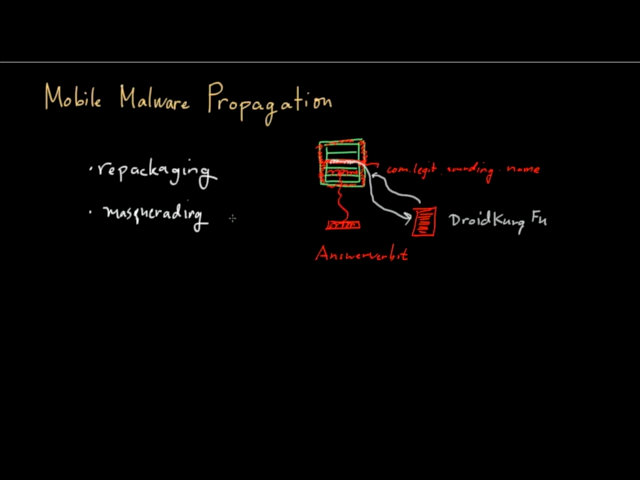 Mobile Malware Propagation
· repackaging
com.legit.sounding.name
· masquerading
DroidKung Fu
Answerverbit